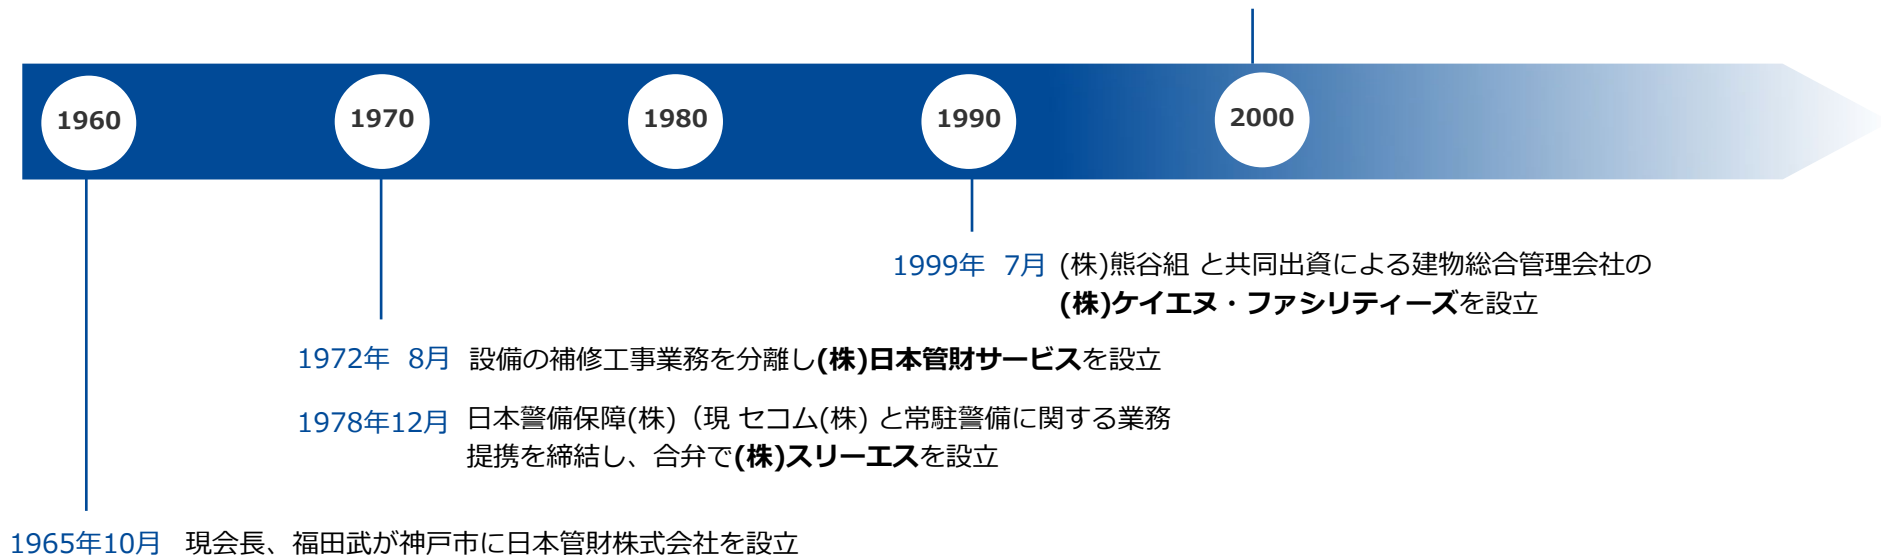 1960
1970
1980
1990
2000
1999年 7月 (株)熊谷組 と共同出資による建物総合管理会社の
(株)ケイエヌ・ファシリティーズを設立
1972年 8月 設備の補修工事業務を分離し(株)日本管財サービスを設立
1978年12月 日本警備保障(株)（現 セコム(株) と常駐警備に関する業務
提携を締結し、合弁で(株)スリーエスを設立
1965年10月 現会長、福田武が神戸市に日本管財株式会社を設立